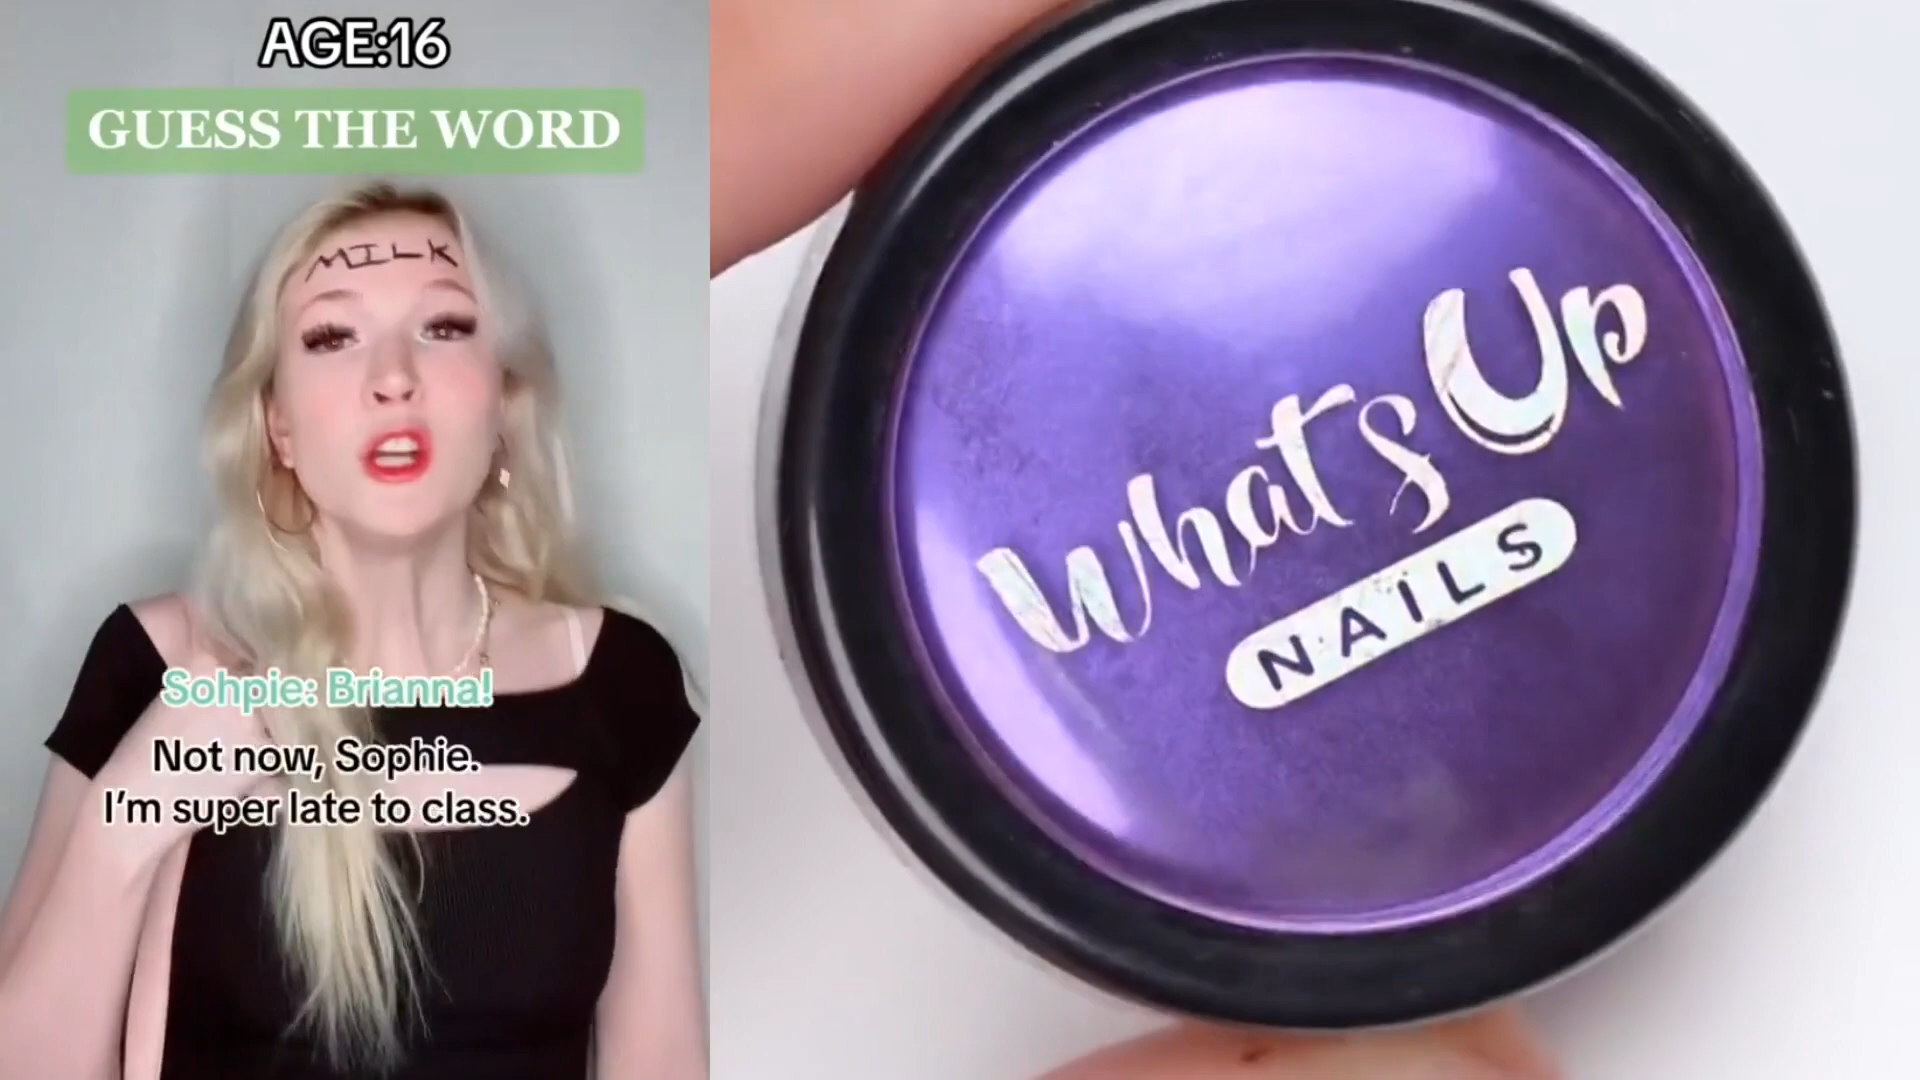 AGE:16
GUESS THE WORD
MILK
Sohpie: Brianna!
Not now, Sophie.
I'm super late to class.
What's Up
NAILS